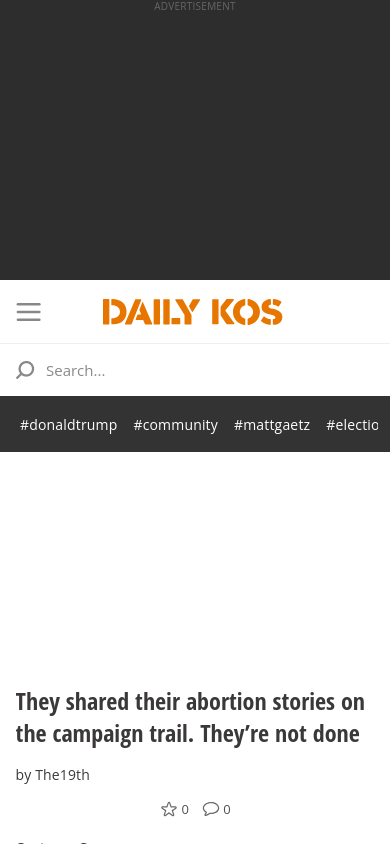 ADVERTISEMENT
DAILY KOS
Search...
#donaldtrump #community #mattgaetz #electio
They shared their abortion stories on
the campaign trail. They’re not done
by The19th
0 0